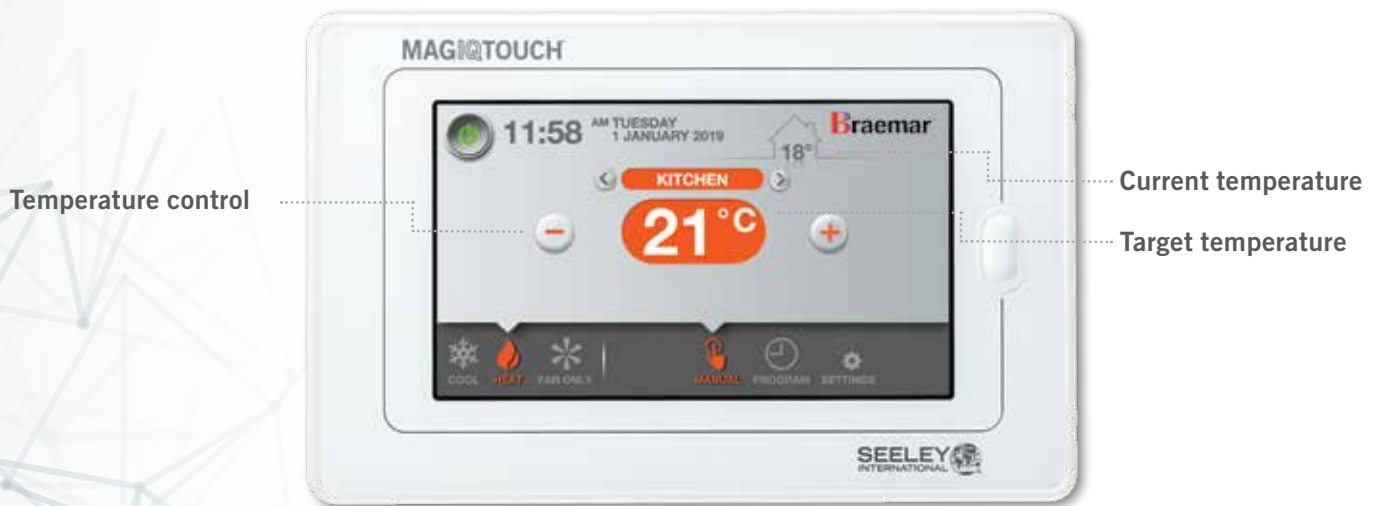 MAGIQTOUCH
11:58 AM TUESDAY
1 JANUARY 2019
Braemar
18°
KITCHEN
Temperature control
− 21°C +
Current temperature
Target temperature
COOL HEAT FAN ONLY MANUAL PROGRAM SETTINGS
SEELEY
INTERNATIONAL